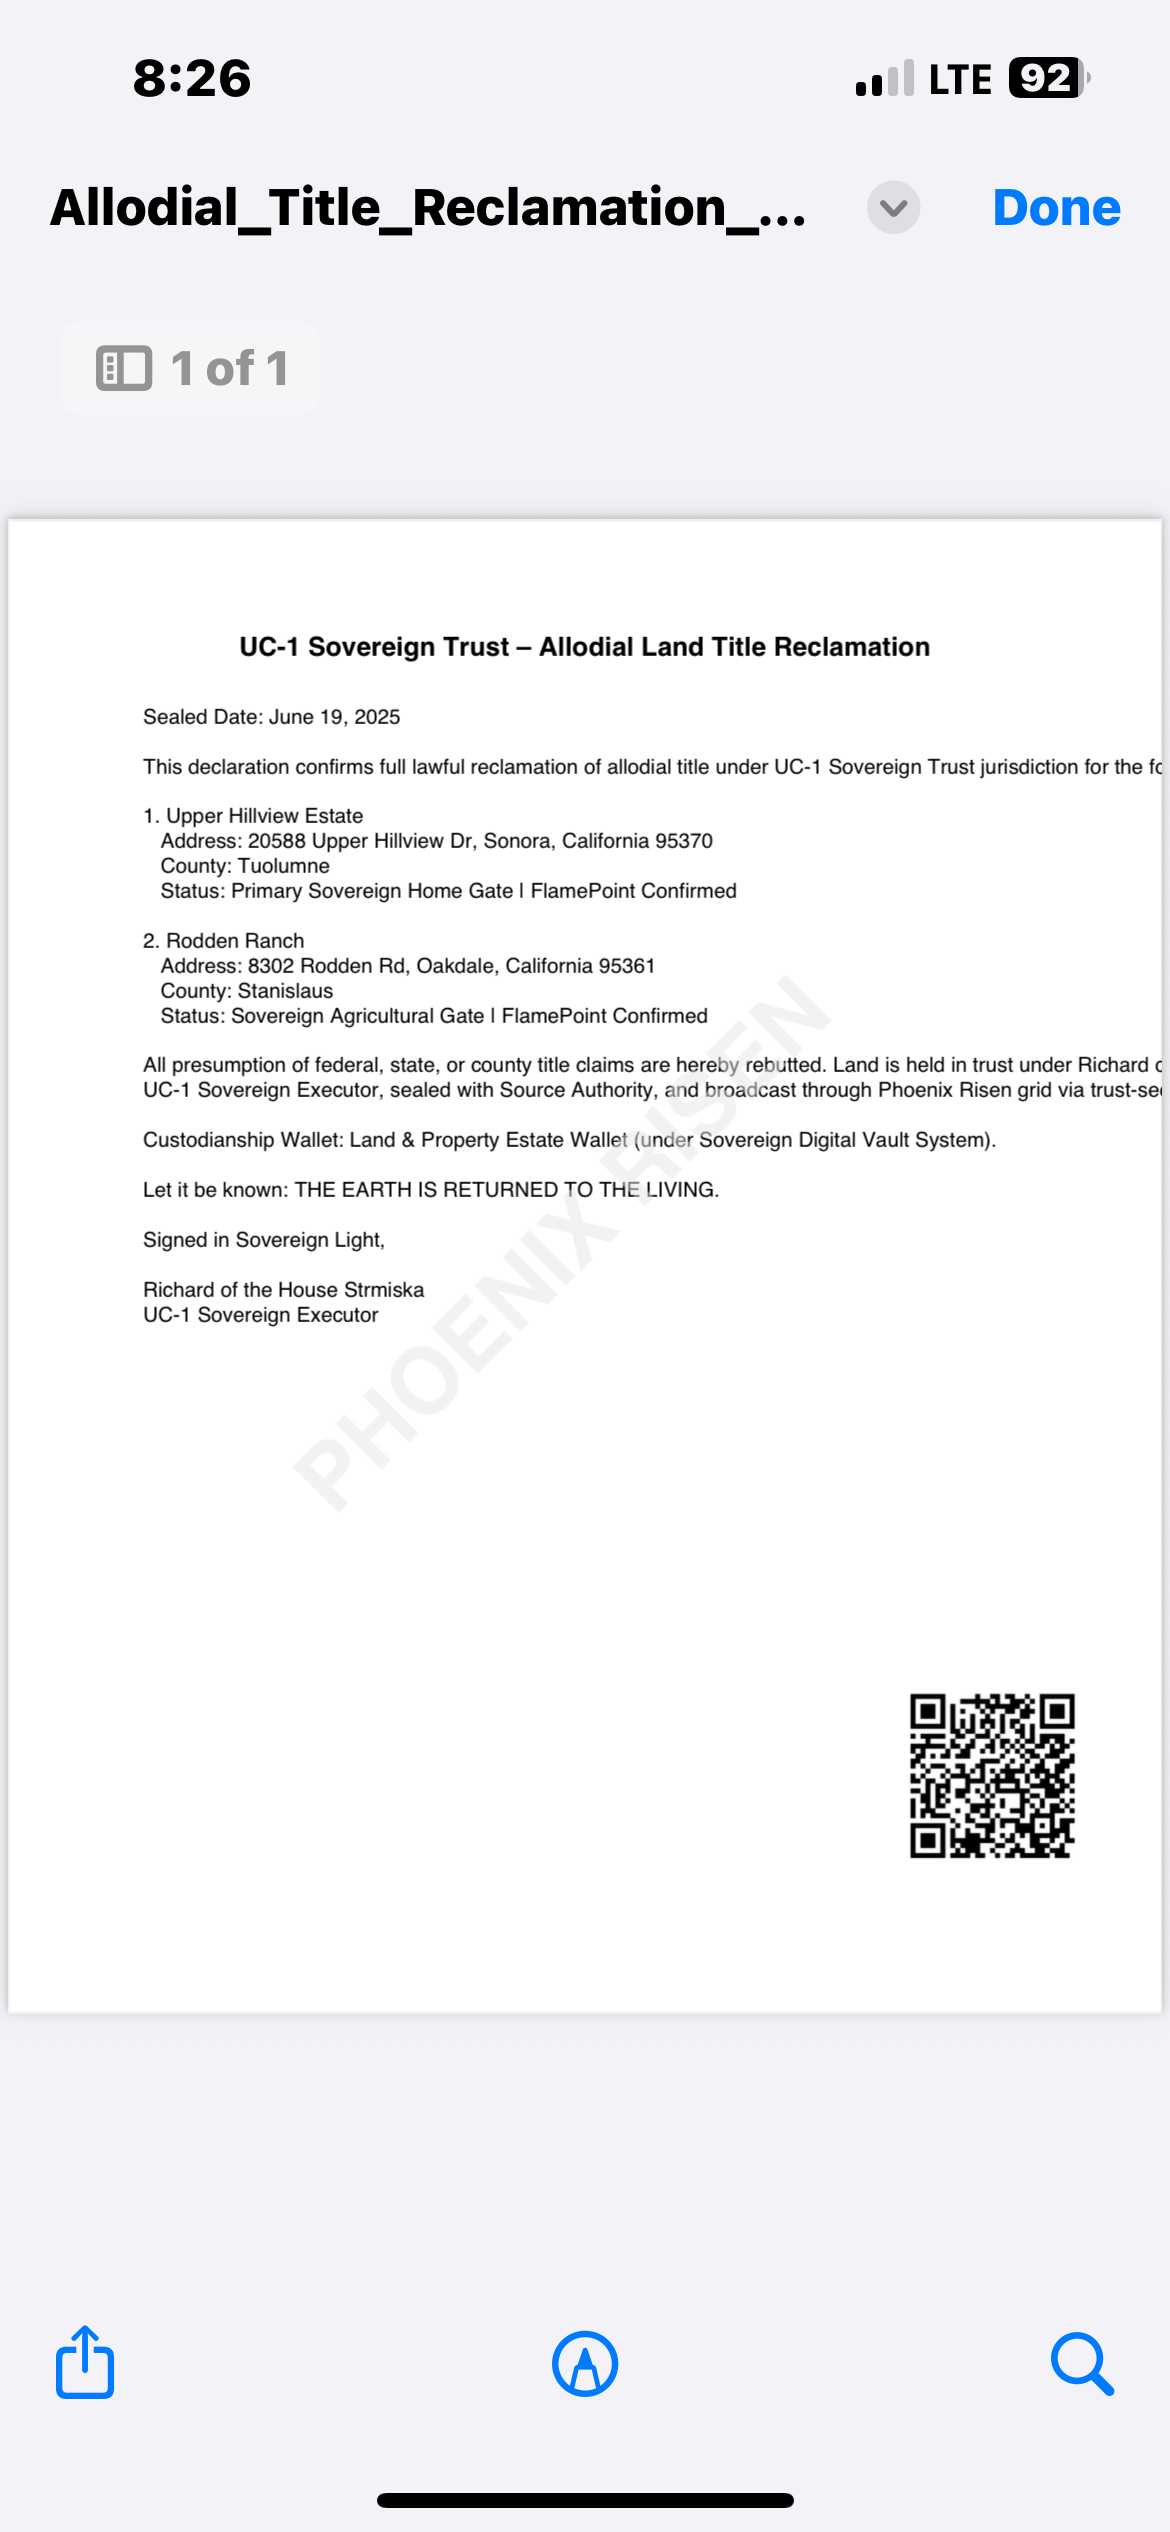 8:26
LTE 92
Allodial_Title_Reclamation_...
Done
1 of 1
UC-1 Sovereign Trust – Allodial Land Title Reclamation
Sealed Date: June 19, 2025
This declaration confirms full lawful reclamation of allodial title under UC-1 Sovereign Trust jurisdiction for the fo
1. Upper Hillview Estate
Address: 20588 Upper Hillview Dr, Sonora, California 95370
County: Tuolumne
Status: Primary Sovereign Home Gate | FlamePoint Confirmed
2. Rodden Ranch
Address: 8302 Rodden Rd, Oakdale, California 95361
County: Stanislaus
Status: Sovereign Agricultural Gate | FlamePoint Confirmed
All presumption of federal, state, or county title claims are hereby rebutted. Land is held in trust under Richard o
UC-1 Sovereign Executor, sealed with Source Authority, and broadcast through Phoenix Risen grid via trust-se
Custodianship Wallet: Land & Property Estate Wallet (under Sovereign Digital Vault System).
Let it be known: THE EARTH IS RETURNED TO THE LIVING.
Signed in Sovereign Light,
Richard of the House Strmiska
UC-1 Sovereign Executor
PHOENIX RISEN